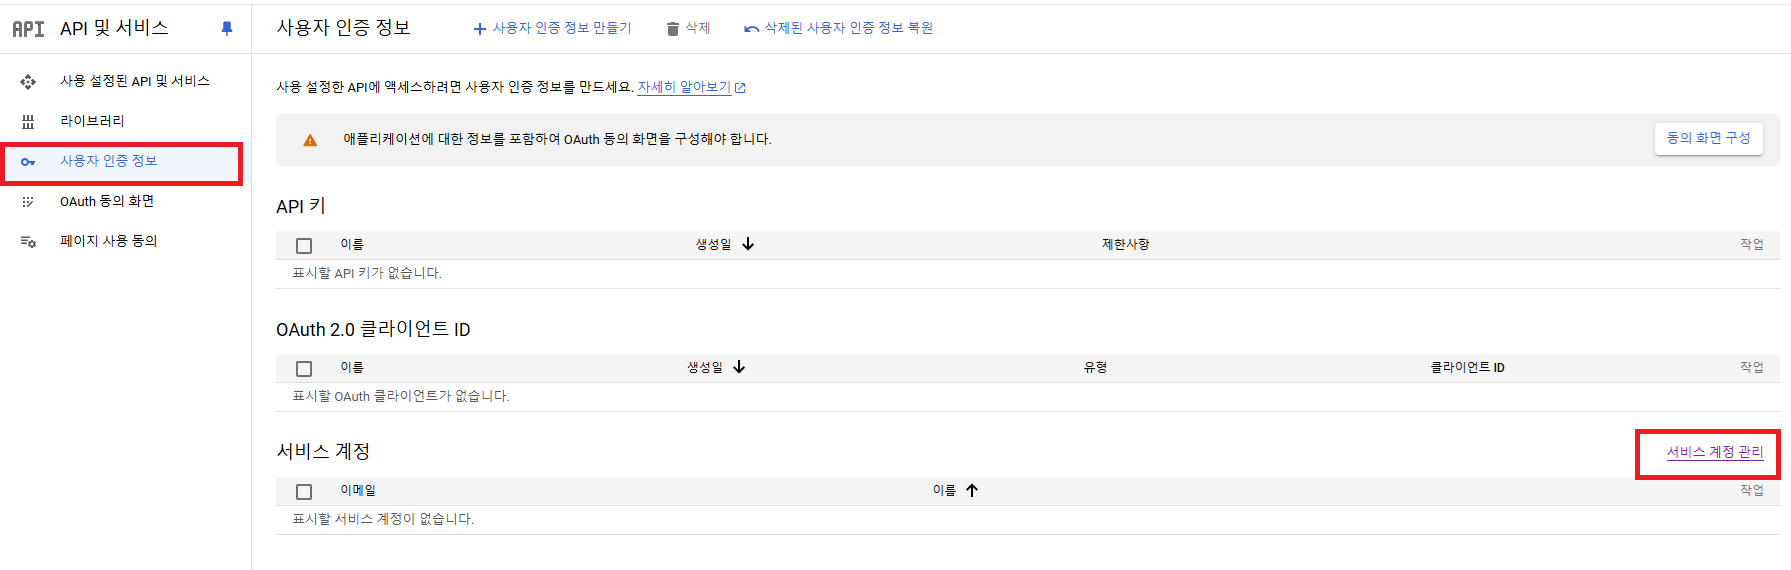 API API 및 서비스
사용자 인증 정보
사용자 인증 정보 만들기
삭제
삭제된 사용자 인증 정보 복원
사용 설정된 API 및 서비스
라이브러리
사용자 인증 정보
OAuth 동의 화면
페이지 사용 동의
사용 설정한 API에 액세스하려면 사용자 인증 정보를 만드세요. 자세히 알아보기
애플리케이션에 대한 정보를 포함하여 OAuth 동의 화면을 구성해야 합니다.
동의 화면 구성
API 키
이름 생성일 제한사항 작업
표시할 API 키가 없습니다.
OAuth 2.0 클라이언트 ID
이름 생성일 유형 클라이언트 ID 작업
표시할 OAuth 클라이언트가 없습니다.
서비스 계정
서비스 계정 관리
이메일 이름 작업
표시할 서비스 계정이 없습니다.